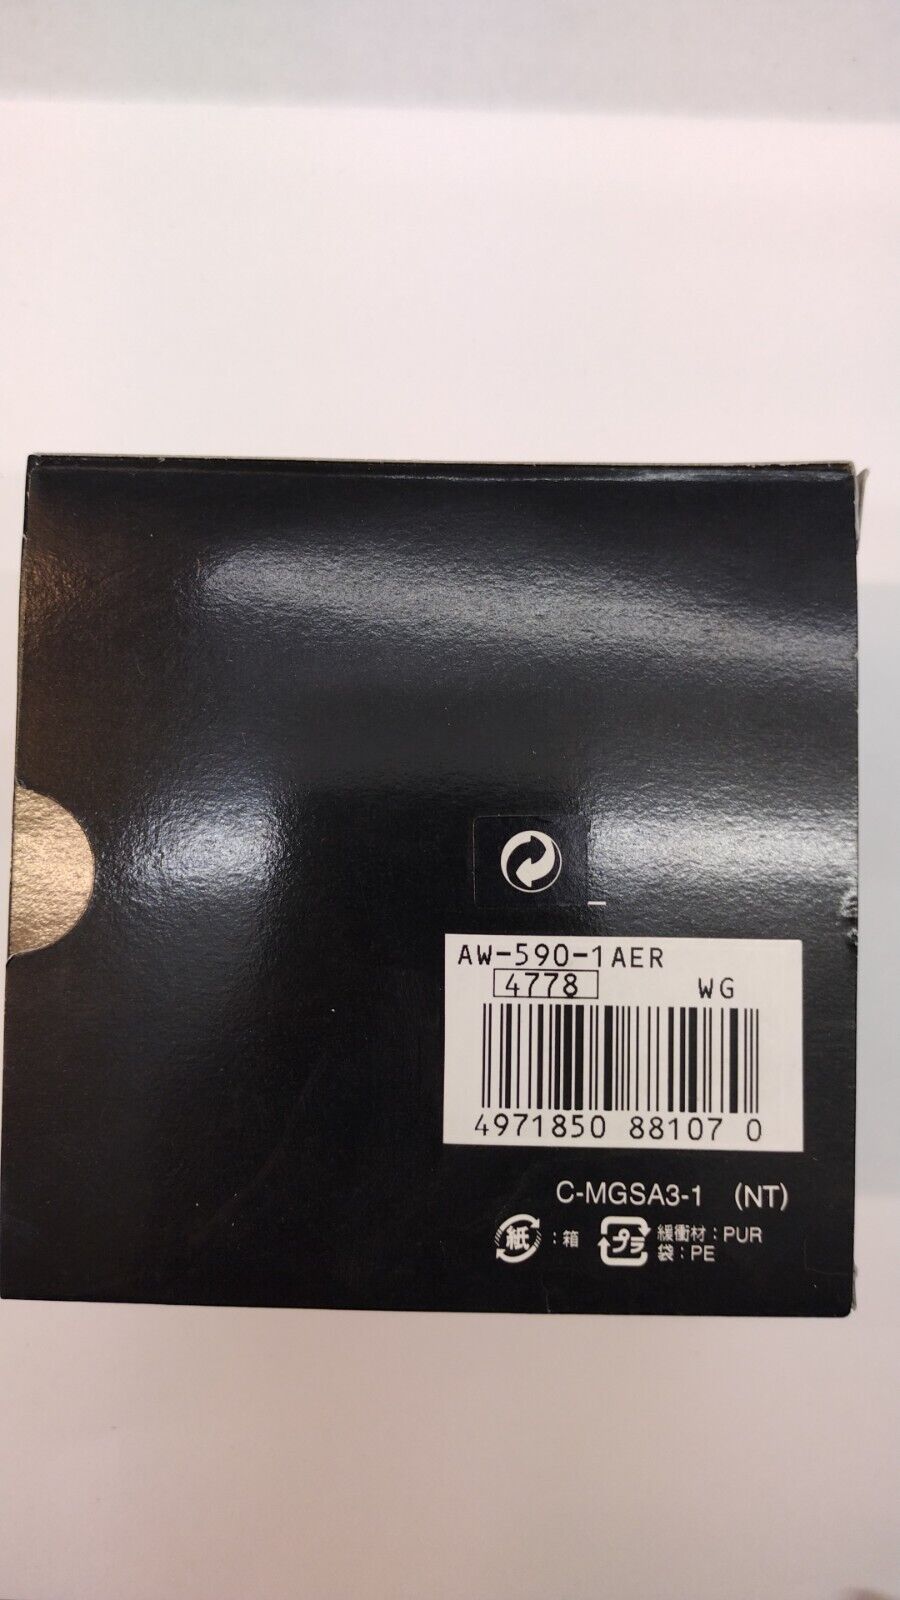 AW-590-1AER
4778 WG
4971850 88107 0
C-MGSA3-1 (NT)
紙 : 箱
プラ 緩衝材 : PUR
袋 : PE